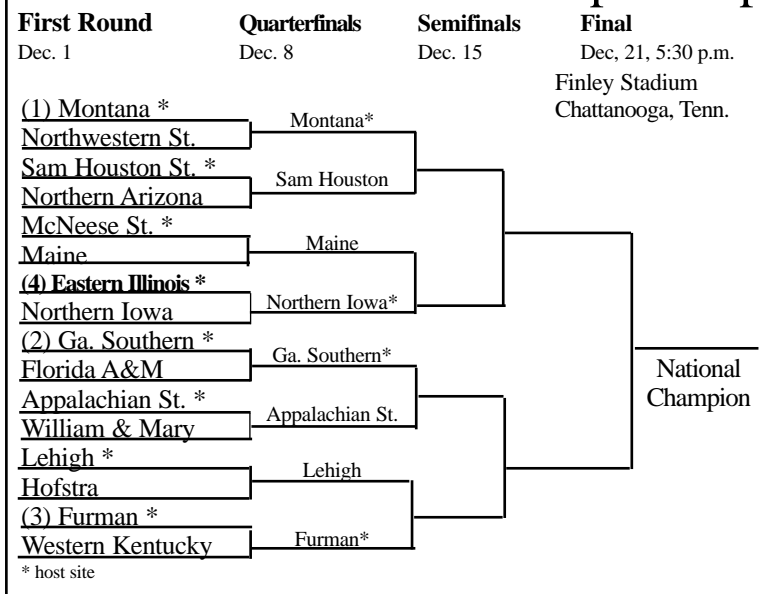 First Round
Dec. 1
Quarterfinals
Dec. 8
Semifinals
Dec. 15
Final
Dec, 21, 5:30 p.m.
Finley Stadium
Chattanooga, Tenn.
(1) Montana *
Northwestern St.
Sam Houston St. *
Northern Arizona
McNeese St. *
Maine
(4) Eastern Illinois *
Northern Iowa
(2) Ga. Southern *
Florida A&M
Appalachian St. *
William & Mary
Lehigh *
Hofstra
(3) Furman *
Western Kentucky
* host site
Montana*
Sam Houston
Maine
Northern Iowa*
Ga. Southern*
Appalachian St.
Lehigh
Furman*
National
Champion